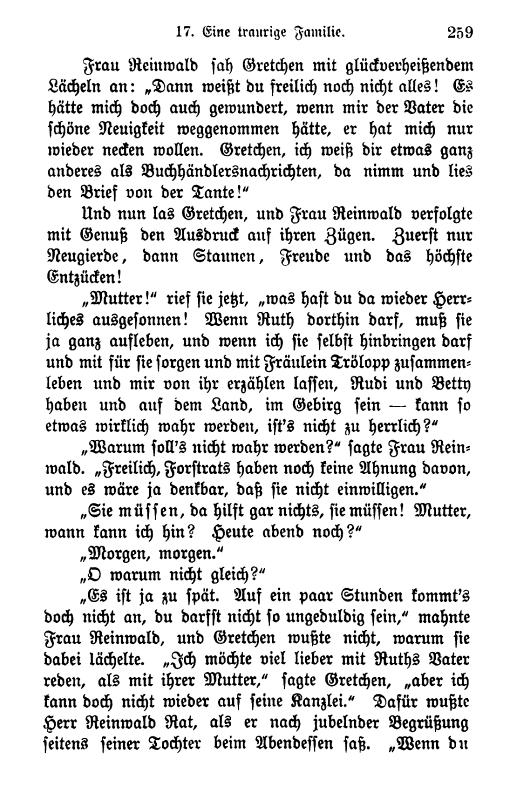 17. Eine traurige Familie. 259
Frau Reinwald sah Gretchen mit glückverheißendem
Lächeln an: „Dann weißt du freilich noch nicht alles! Es
hätte mich doch auch gewundert, wenn mir der Vater die
schöne Neuigkeit weggenommen hätte, er hat mich nur
wieder necken wollen. Gretchen, ich weiß dir etwas ganz
anderes als Buchhändlersnachrichten, da nimm und lies
den Brief von der Tante!“
Und nun las Gretchen, und Frau Reinwald verfolgte
mit Genuß den Ausdruck auf ihren Zügen. Zuerst nur
Neugierde, dann Staunen, Freude und das höchste
Entzücken!
„Mutter!“ rief sie jetzt, „was hast du da wieder Herr-
liches ausgesonnen! Wenn Ruth dorthin darf, muß sie
ja ganz aufleben, und wenn ich sie selbst hinbringen darf
und mit für sie sorgen und mit Fräulein Trölopp zusammen-
leben und mir von ihr erzählen lassen, Rudi und Betty
haben und auf dem Land, im Gebirg sein — kann so
etwas wirklich wahr werden, ist's nicht zu herrlich?“
„Warum soll's nicht wahr werden?“ sagte Frau Rein-
wald. „Freilich, Forstrats haben noch keine Ahnung davon,
und es wäre ja denkbar, daß sie nicht einwilligen.“
„Sie müssen, da hilft gar nichts, sie müssen! Mutter,
wann kann ich hin? Heute abend noch?“
„Morgen, morgen.“
„O warum nicht gleich?“
„Es ist ja zu spät. Auf ein paar Stunden kommt's
doch nicht an, du darfst nicht so ungeduldig sein,“ mahnte
Frau Reinwald, und Gretchen wußte nicht, warum sie
dabei lächelte. „Ich möchte viel lieber mit Ruths Vater
reden, als mit ihrer Mutter,“ sagte Gretchen, „aber ich
kann doch nicht wieder auf seine Kanzlei.“ Dafür wußte
Herr Reinwald Rat, als er nach jubelnder Begrüßung
seitens seiner Tochter beim Abendessen saß. „Wenn du